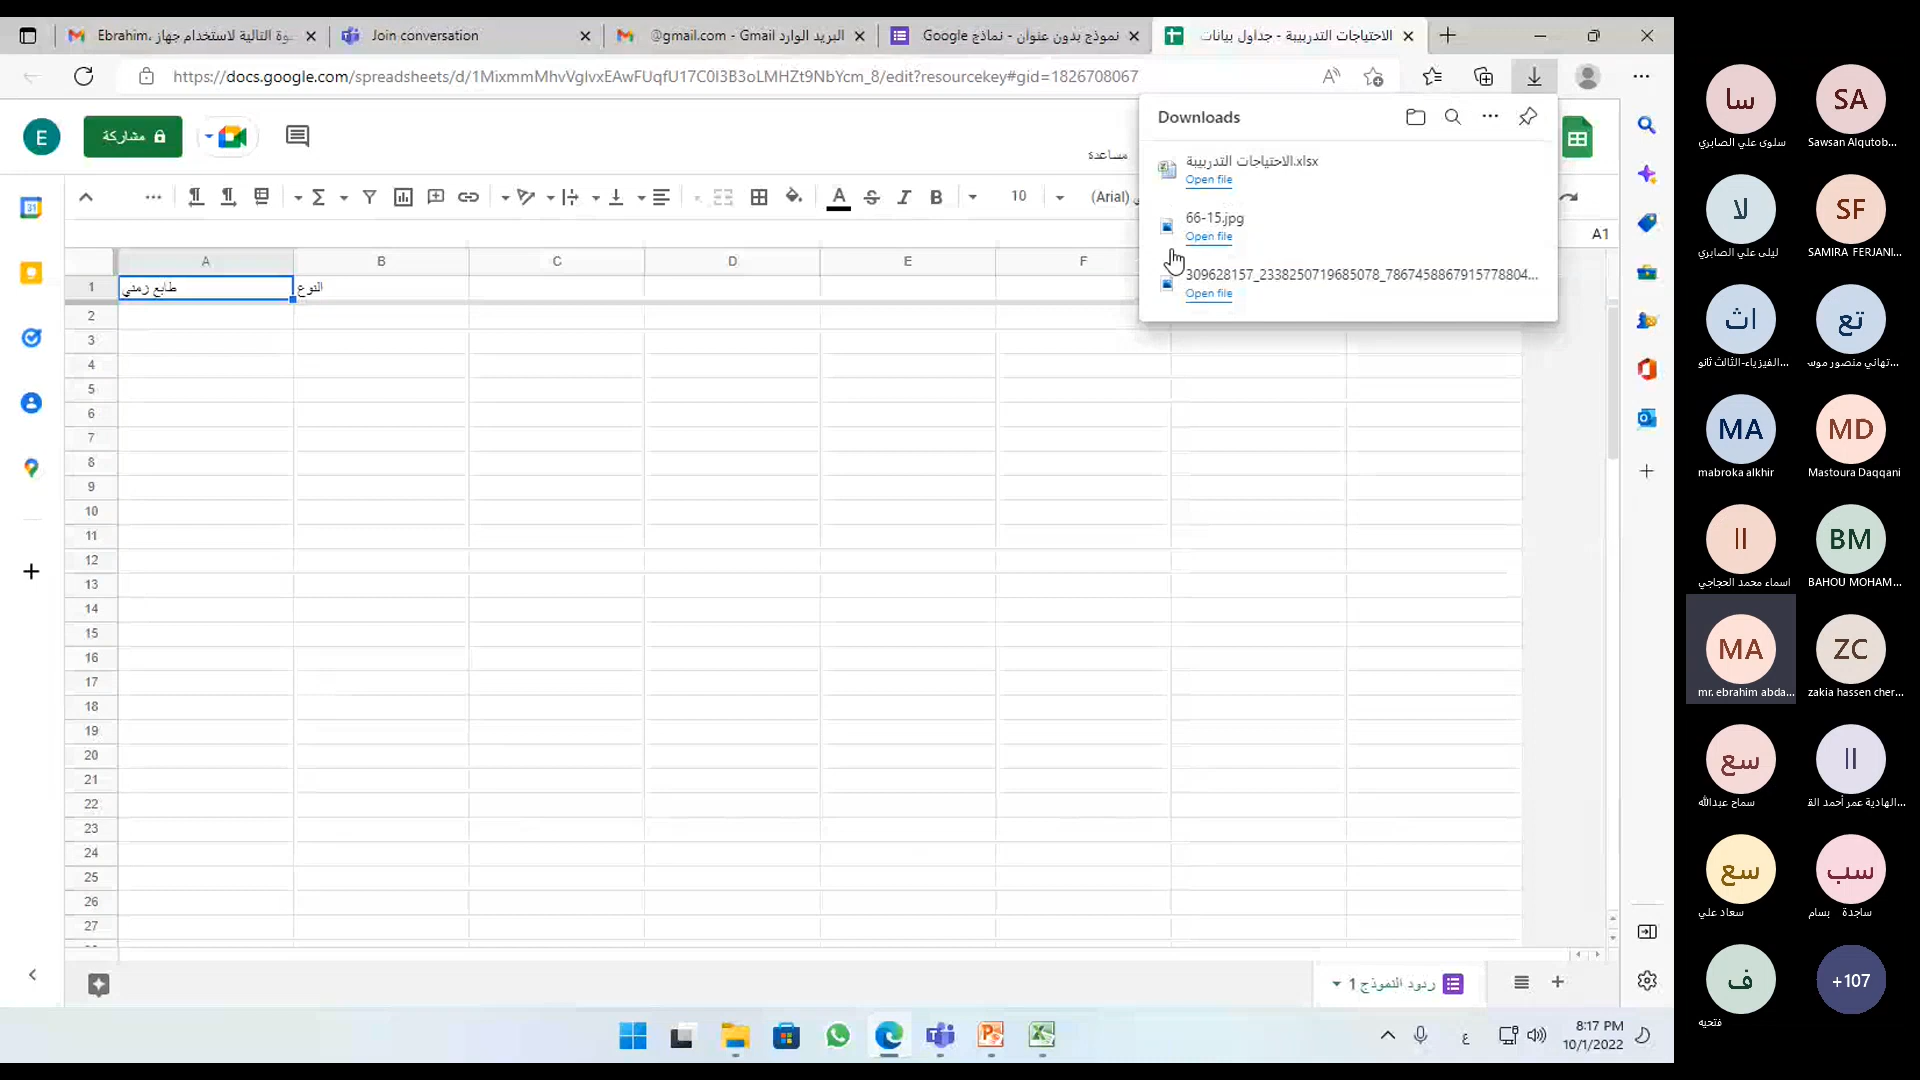 Ebrahim، وة التالية لاستخدام جهاز
Join conversation
@gmail.com - Gmail البريد الوارد
نموذج بدون عنوان - نماذج Google
الاحتياجات التدريبية - جداول بيانات
https://docs.google.com/spreadsheets/d/1MixmmMhvVglvxEAwFUqfU17C0I3B3oLMHZt9NbYcm_8/edit?resourcekey#gid=1826708067
Downloads
الاحتياجات التدريبية.xlsx
Open file
66-15.jpg
Open file
309628157_2338250719685078_7867458867915778804...
Open file
E
مشاركة
مساعدة
10
(Arial)
A1
A B C D E F
1 طابع زمني النوع
2
3
4
5
6
7
8
9
10
11
12
13
14
15
16
17
18
19
20
21
22
23
24
25
26
27
ردود النموذج 1
ع
8:17 PM
10/1/2022
سا SA
سلوى علي الصابري Sawsan Alqutob...
لا SF
ليلى علي الصابري SAMIRA FERJANI...
اث تع
الفيزياء-الثالث ثانو... تهاني منصور موس...
MA MD
mabroka alkhir Mastoura Daqqani
اا BM
اسماء محمد الحجاجي BAHOU MOHAM...
MA ZC
mr. ebrahim abda... zakia hassen cher...
سع اا
سماح عبدالله الهادية عمر أحمد الق...
سع سب
سعاد علي ساجدة بسام
ف +107
فتحيه